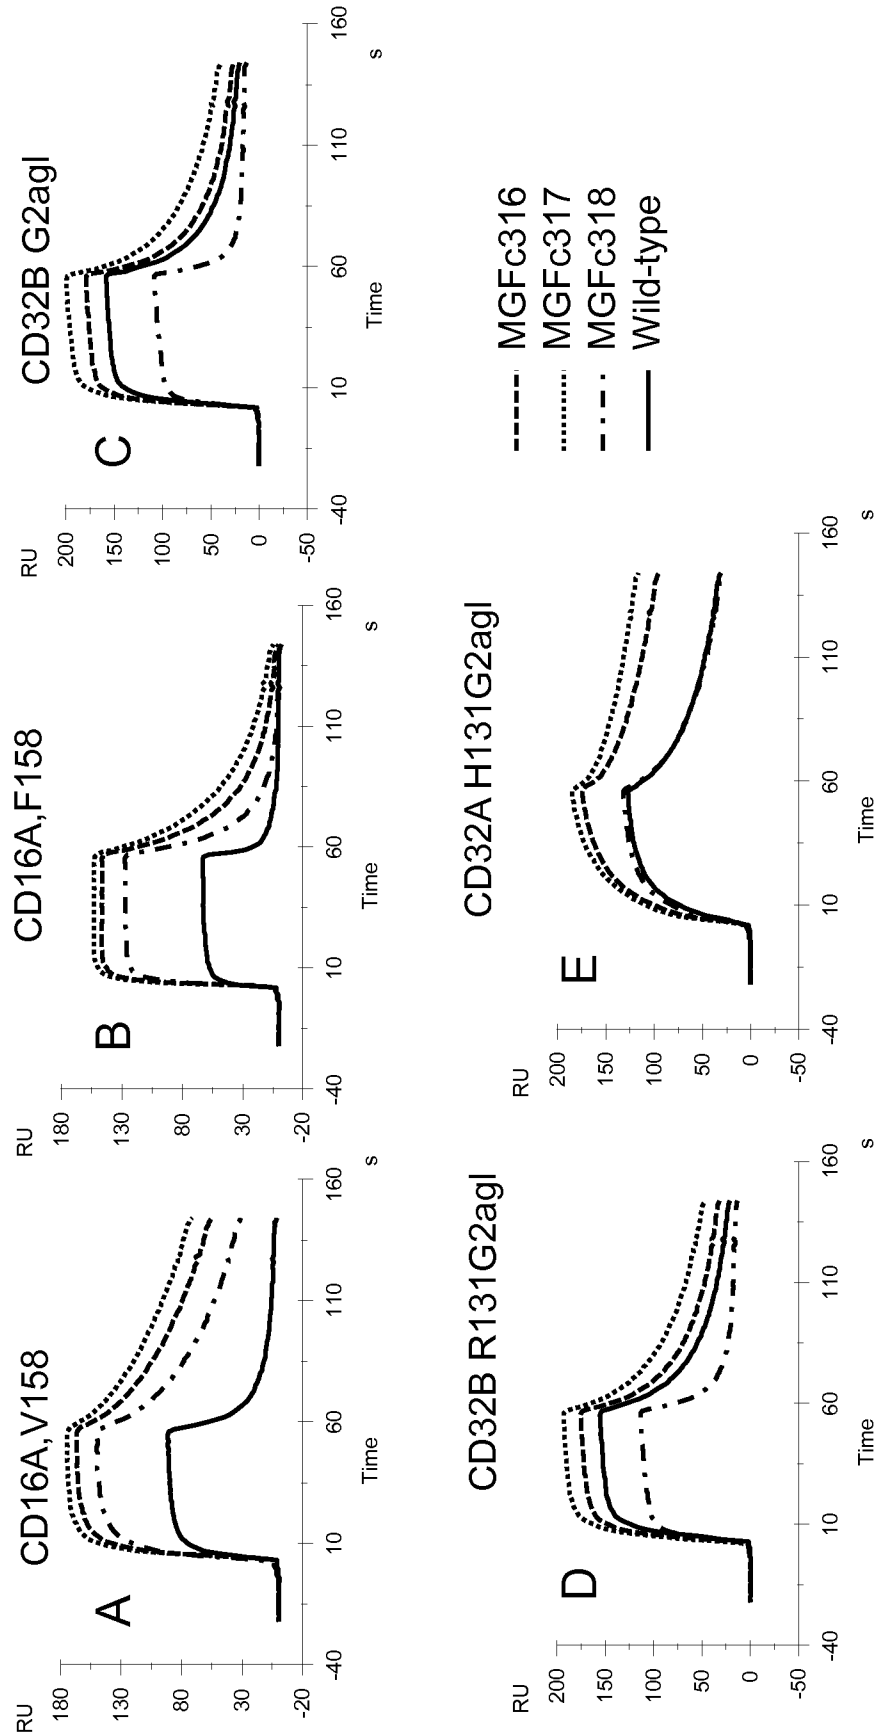 CD16A,V158
A
RU
180
130
80
30
-20
-40
10
60
110
160
Time
s
CD16A,F158
B
RU
180
130
80
30
-20
-40
10
60
110
160
Time
s
CD32B G2agl
C
RU
200
150
100
50
0
-50
-40
10
60
110
160
Time
s
CD32B R131G2agl
D
RU
200
150
100
50
0
-50
-40
10
60
110
160
Time
s
CD32A H131G2agl
E
RU
200
150
100
50
0
-50
-40
10
60
110
160
Time
s
MGFc316
MGFc317
MGFc318
Wild-type